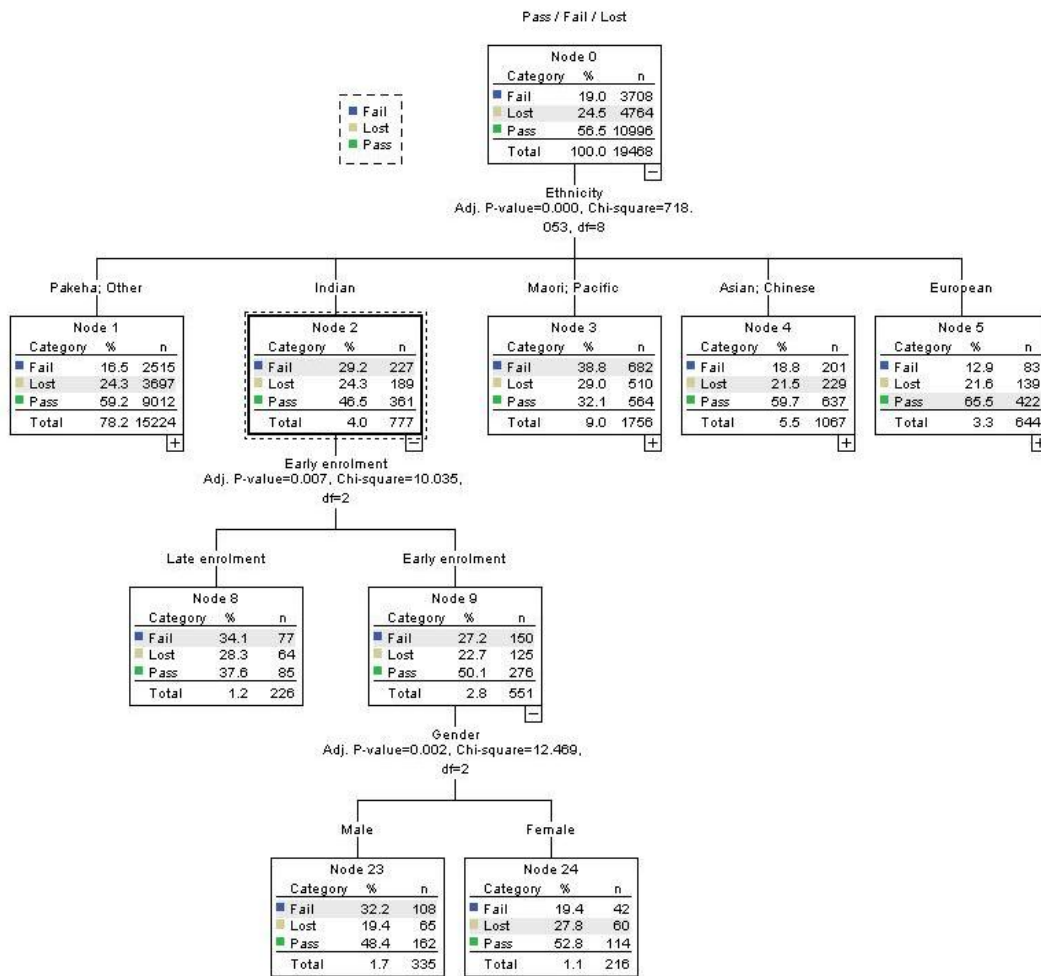 Pass / Fail / Lost
Node 0
Category % n
Fail 19.0 3708
Lost 24.5 4764
Pass 56.5 10996
Total 100.0 19468
Fail
Lost
Pass
Ethnicity
Adj. P-value=0.000, Chi-square=718.
053, df=8
Pakeha; Other
Indian
Maori; Pacific
Asian; Chinese
European
Node 1
Category % n
Fail 16.5 2515
Lost 24.3 3697
Pass 59.2 9012
Total 78.2 15224
Node 2
Category % n
Fail 29.2 227
Lost 24.3 189
Pass 46.5 361
Total 4.0 777
Node 3
Category % n
Fail 38.8 682
Lost 29.0 510
Pass 32.1 564
Total 9.0 1756
Node 4
Category % n
Fail 18.8 201
Lost 21.5 229
Pass 59.7 637
Total 5.5 1067
Node 5
Category % n
Fail 12.9 83
Lost 21.6 139
Pass 65.5 422
Total 3.3 644
Early enrolment
Adj. P-value=0.007, Chi-square=10.035,
df=2
Late enrolment
Early enrolment
Node 8
Category % n
Fail 34.1 77
Lost 28.3 64
Pass 37.6 85
Total 1.2 226
Node 9
Category % n
Fail 27.2 150
Lost 22.7 125
Pass 50.1 276
Total 2.8 551
Gender
Adj. P-value=0.002, Chi-square=12.469,
df=2
Male
Female
Node 23
Category % n
Fail 32.2 108
Lost 19.4 65
Pass 48.4 162
Total 1.7 335
Node 24
Category % n
Fail 19.4 42
Lost 27.8 60
Pass 52.8 114
Total 1.1 216